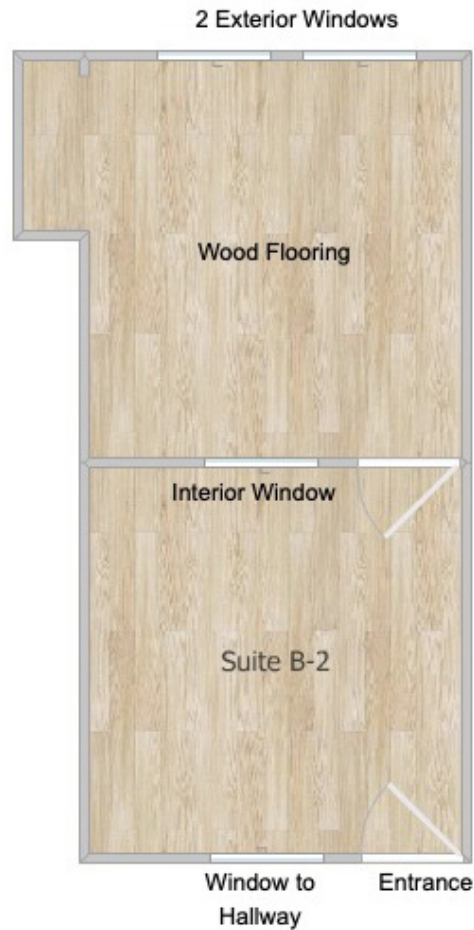 2 Exterior Windows
Wood Flooring
Interior Window
Suite B-2
Window to
Hallway
Entrance